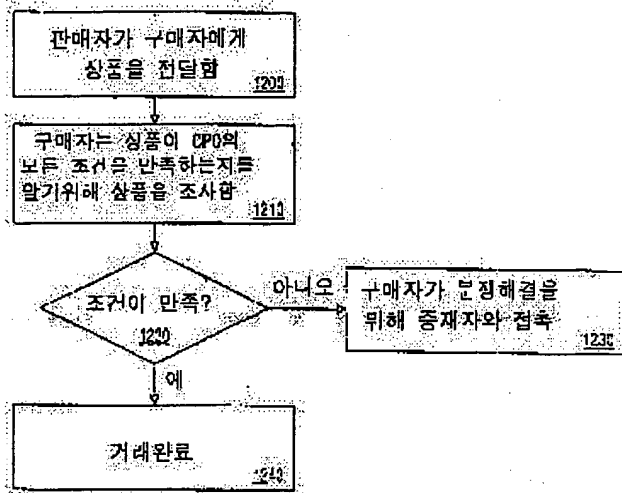 판매자가 구매자에게
상품을 전달함
1200
구매자는 상품이 CPO의
모든 조건을 만족하는지를
알기위해 상품을 조사함
1210
조건이 만족?
1220
아니오
구매자가 분쟁해결을
위해 중재자와 접촉
1230
예
거래완료
1240